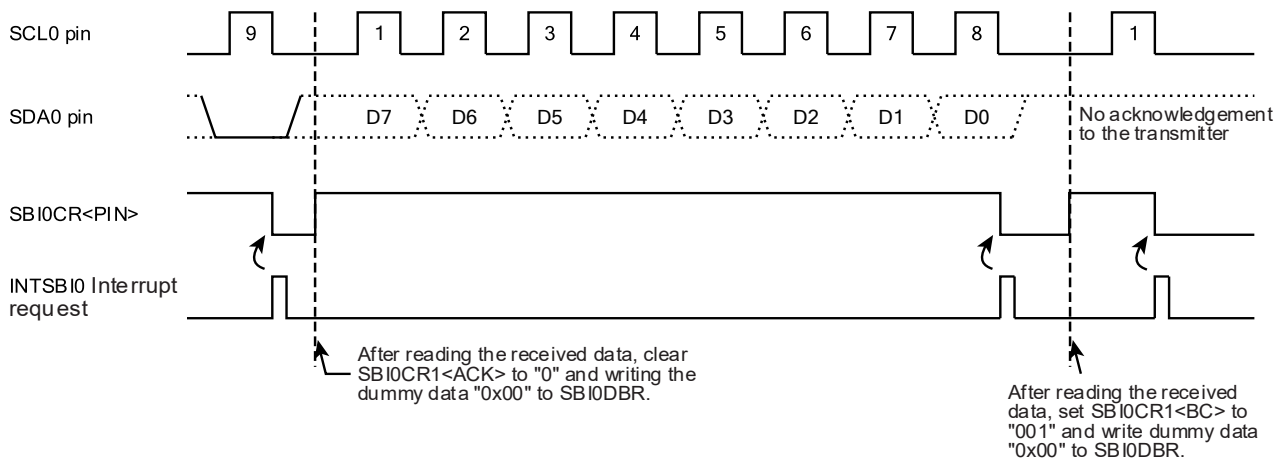 SCL0 pin
9 1 2 3 4 5 6 7 8 1
SDA0 pin
D7 D6 D5 D4 D3 D2 D1 D0
No acknowledgement
to the transmitter
SBI0CR<PIN>
INTSBI0 Interrupt
request
After reading the received data, clear
SBI0CR1<ACK> to "0" and writing the
dummy data "0x00" to SBI0DBR.
After reading the received
data, set SBI0CR1<BC> to
"001" and write dummy data
"0x00" to SBI0DBR.